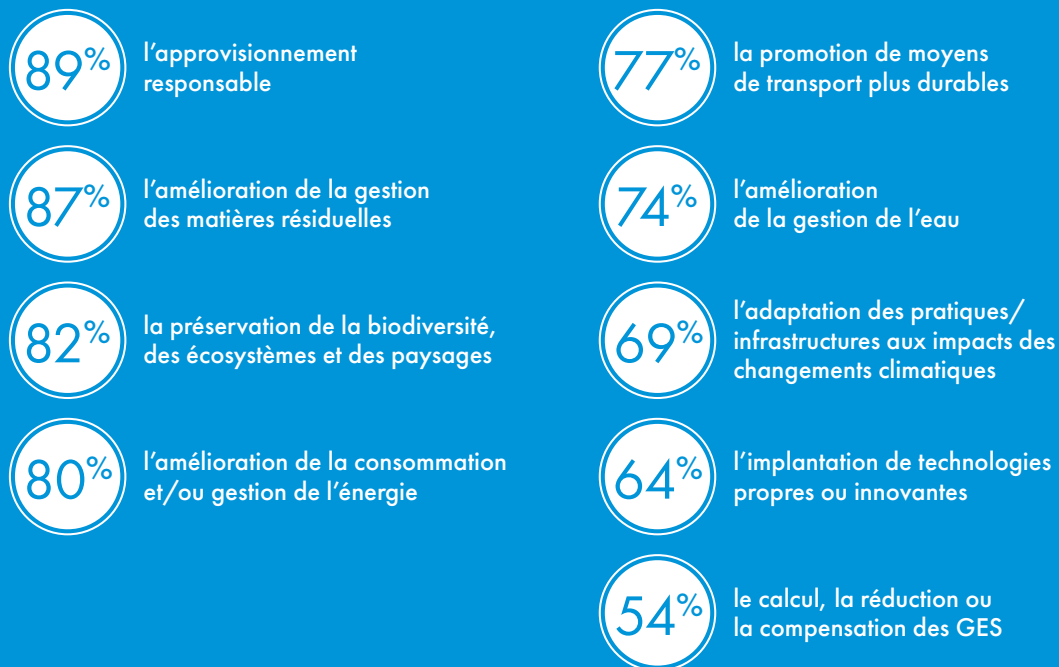 89%
l’approvisionnement
responsable
87%
l’amélioration de la gestion
des matières résiduelles
82%
la préservation de la biodiversité,
des écosystèmes et des paysages
80%
l’amélioration de la consommation
et/ou gestion de l’énergie
77%
la promotion de moyens
de transport plus durables
74%
l’amélioration
de la gestion de l’eau
69%
l’adaptation des pratiques/
infrastructures aux impacts des
changements climatiques
64%
l’implantation de technologies
propres ou innovantes
54%
le calcul, la réduction ou
la compensation des GES